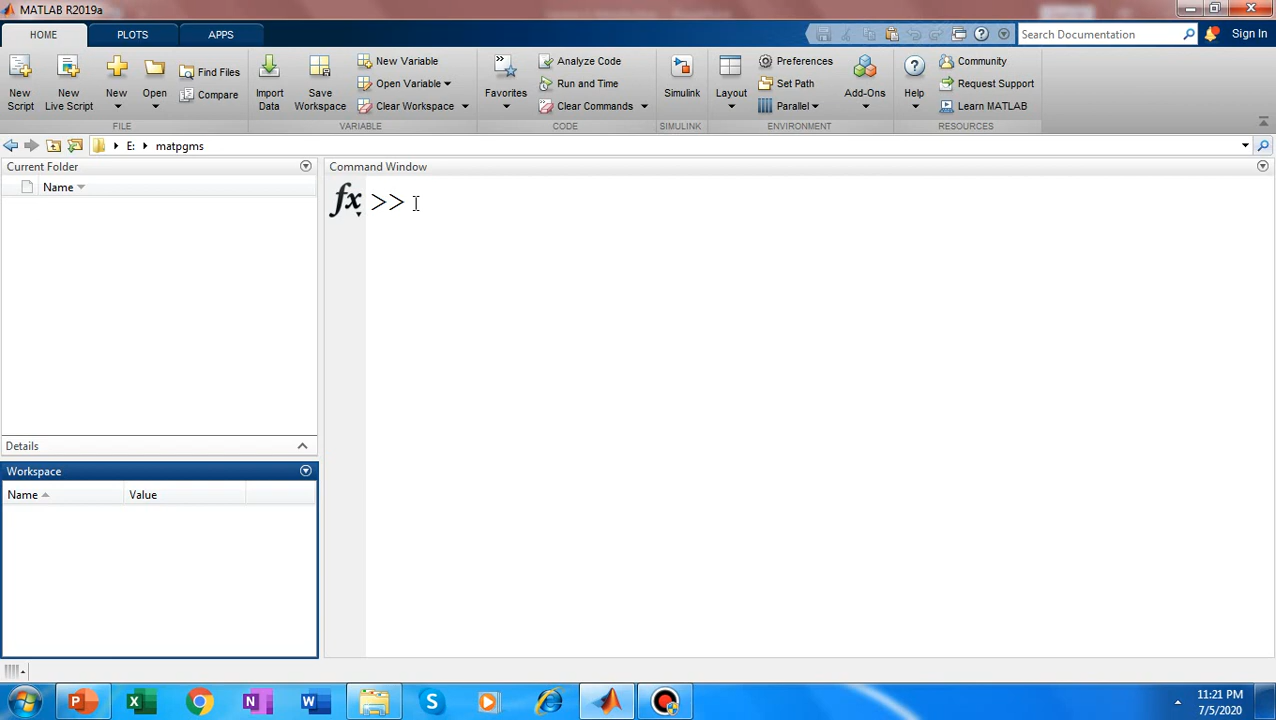 MATLAB R2019a
HOME PLOTS APPS
Search Documentation
Sign In
New Script
New Live Script
New
Open
Find Files
Compare
Import Data
Save Workspace
New Variable
Open Variable
Clear Workspace
Favorites
Analyze Code
Run and Time
Clear Commands
Simulink
Layout
Preferences
Set Path
Parallel
Add-Ons
Help
Community
Request Support
Learn MATLAB
FILE VARIABLE CODE SIMULINK ENVIRONMENT RESOURCES
E: matpgms
Current Folder
Name
Command Window
fx >>
Details
Workspace
Name Value
11:21 PM
7/5/2020